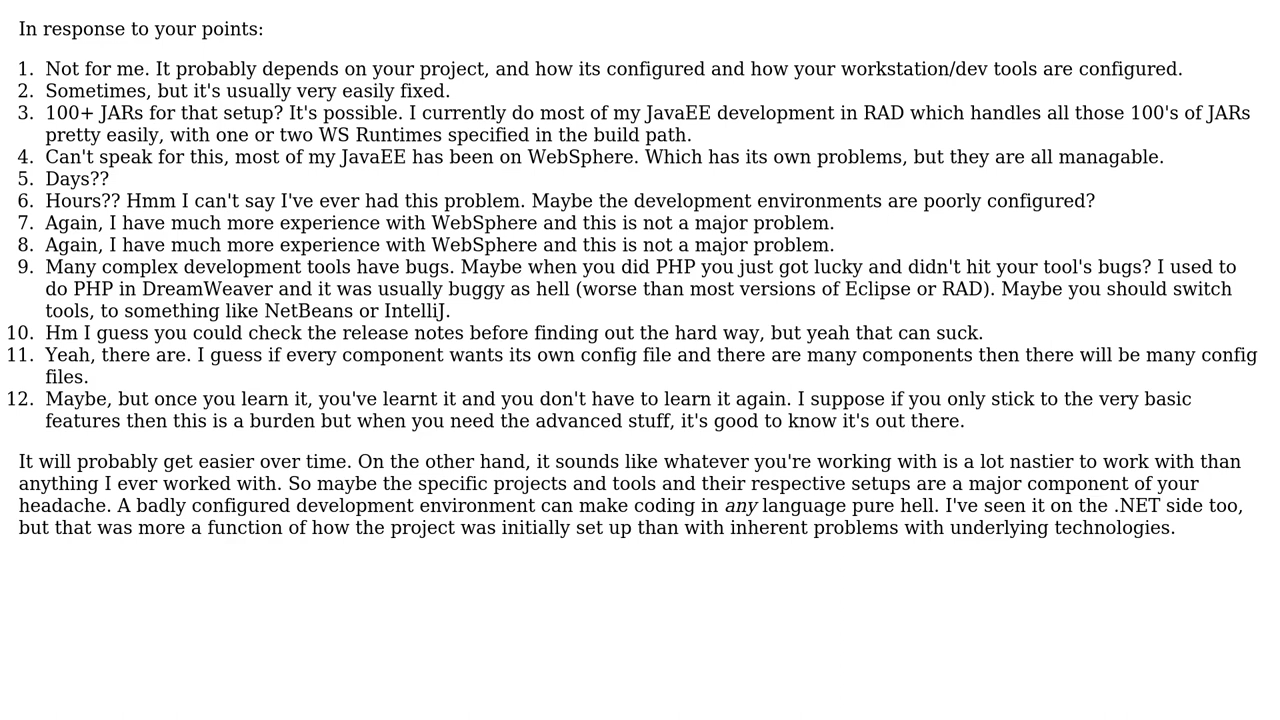 In response to your points:
1. Not for me. It probably depends on your project, and how its configured and how your workstation/dev tools are configured.
2. Sometimes, but it's usually very easily fixed.
3. 100+ JARs for that setup? It's possible. I currently do most of my JavaEE development in RAD which handles all those 100's of JARs
pretty easily, with one or two WS Runtimes specified in the build path.
4. Can't speak for this, most of my JavaEE has been on WebSphere. Which has its own problems, but they are all managable.
5. Days??
6. Hours?? Hmm I can't say I've ever had this problem. Maybe the development environments are poorly configured?
7. Again, I have much more experience with WebSphere and this is not a major problem.
8. Again, I have much more experience with WebSphere and this is not a major problem.
9. Many complex development tools have bugs. Maybe when you did PHP you just got lucky and didn't hit your tool's bugs? I used to
do PHP in DreamWeaver and it was usually buggy as hell (worse than most versions of Eclipse or RAD). Maybe you should switch
tools, to something like NetBeans or IntelliJ.
10. Hm I guess you could check the release notes before finding out the hard way, but yeah that can suck.
11. Yeah, there are. I guess if every component wants its own config file and there are many components then there will be many config
files.
12. Maybe, but once you learn it, you've learnt it and you don't have to learn it again. I suppose if you only stick to the very basic
features then this is a burden but when you need the advanced stuff, it's good to know it's out there.
It will probably get easier over time. On the other hand, it sounds like whatever you're working with is a lot nastier to work with than
anything I ever worked with. So maybe the specific projects and tools and their respective setups are a major component of your
headache. A badly configured development environment can make coding in any language pure hell. I've seen it on the .NET side too,
but that was more a function of how the project was initially set up than with inherent problems with underlying technologies.